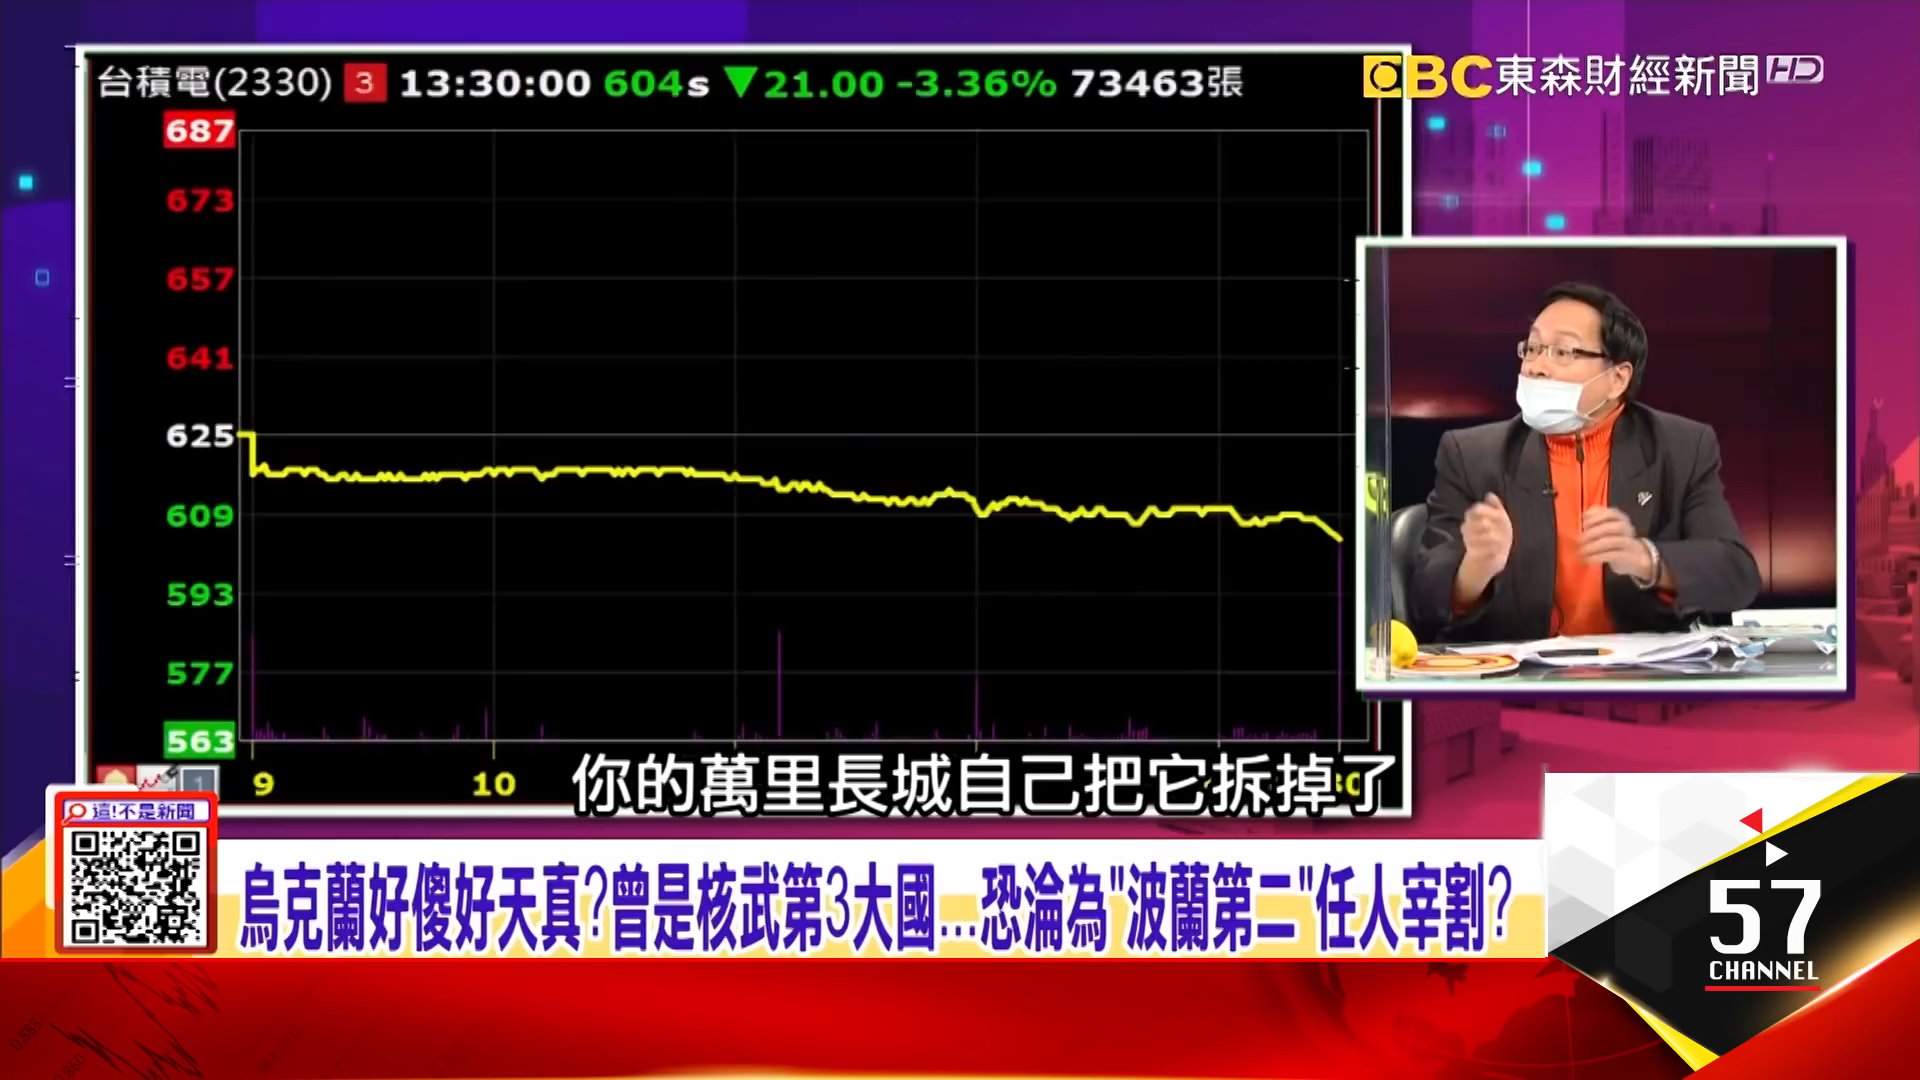 台積電(2330) 3 13:30:00 604s ▼21.00 -3.36% 73463張
EBC東森財經新聞HD
687
673
657
641
625
609
593
577
563
9
10
你的萬里長城自己把它拆掉了
這!不是新聞
烏克蘭好傻好天真?曾是核武第3大國...恐淪為"波蘭第二"任人宰割?
57
CHANNEL